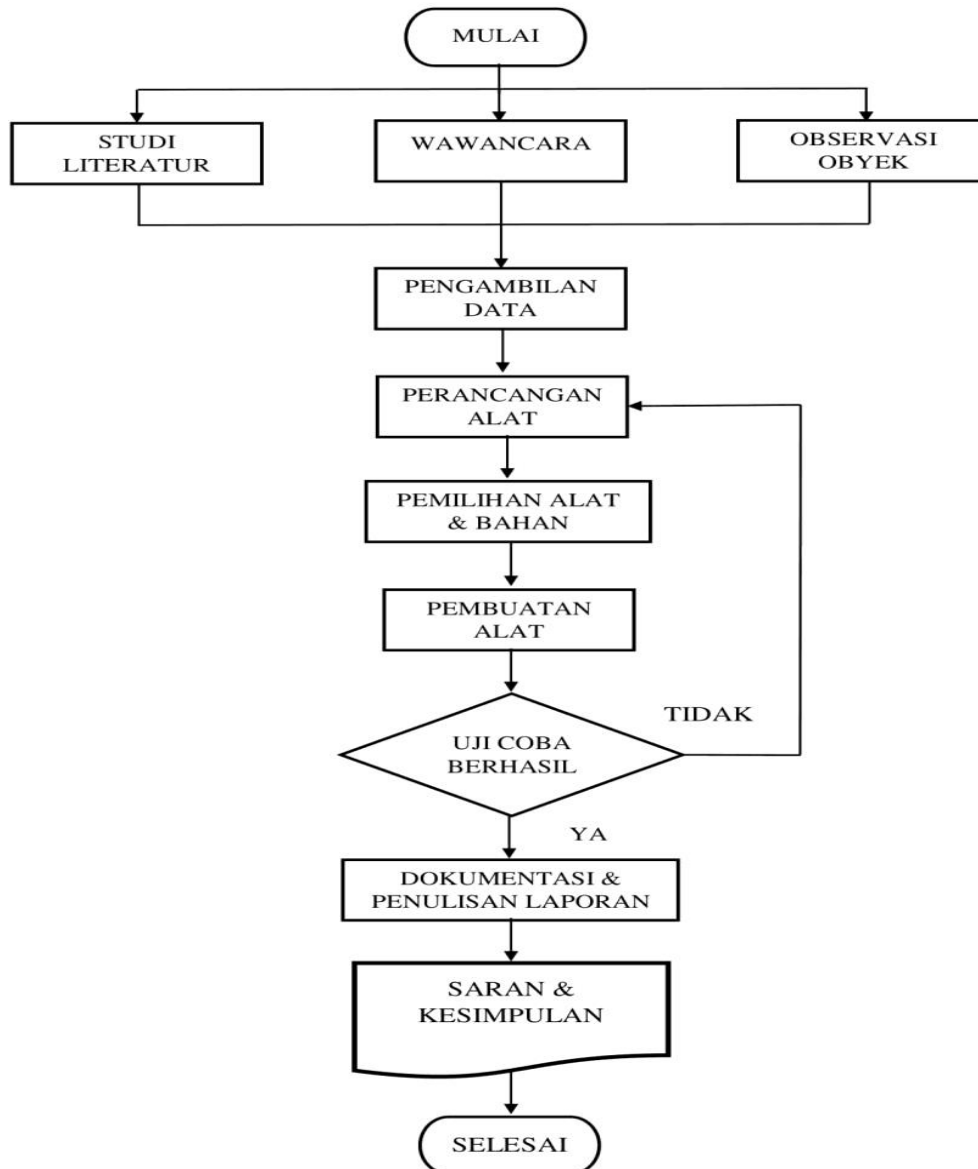 MULAI
STUDI
LITERATUR
WAWANCARA
OBSERVASI
OBYEK
PENGAMBILAN
DATA
PERANCANGAN
ALAT
PEMILIHAN ALAT
& BAHAN
PEMBUATAN
ALAT
UJI COBA
BERHASIL
TIDAK
YA
DOKUMENTASI &
PENULISAN LAPORAN
SARAN &
KESIMPULAN
SELESAI